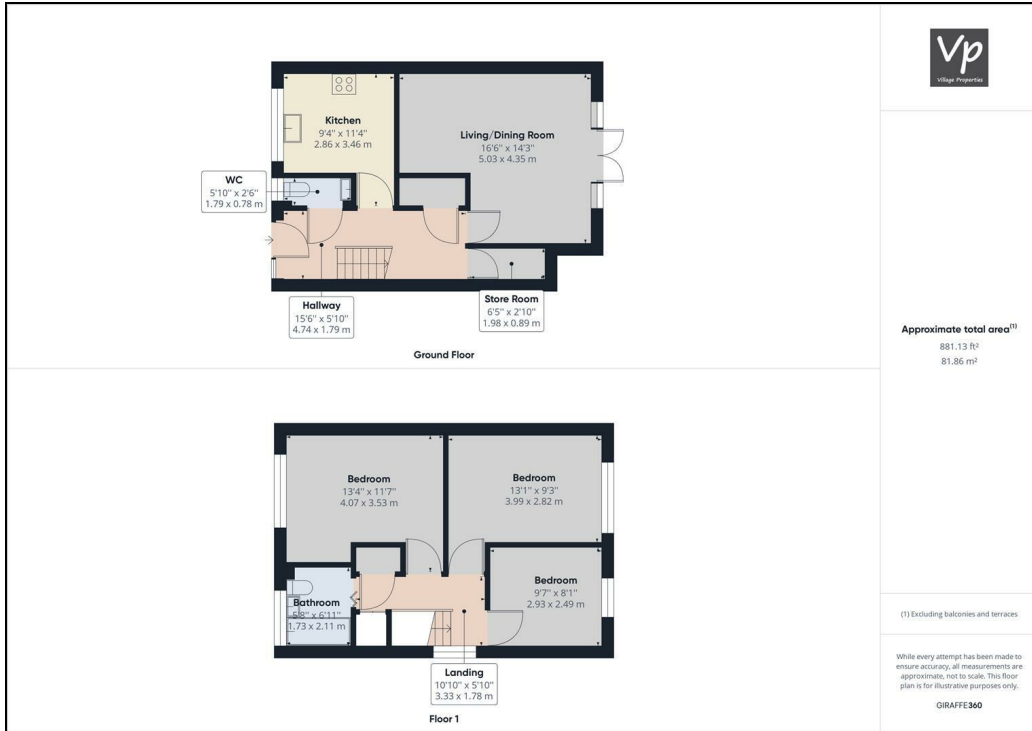 Kitchen
9'4" x 11'4"
2.86 x 3.46 m
Living/Dining Room
16'6" x 14'3"
5.03 x 4.35 m
WC
5'10" x 2'6"
1.79 x 0.78 m
Hallway
15'6" x 5'10"
4.74 x 1.79 m
Store Room
6'5" x 2'10"
1.98 x 0.89 m
Ground Floor
Bedroom
13'4" x 11'7"
4.07 x 3.53 m
Bedroom
13'1" x 9'3"
3.99 x 2.82 m
Bedroom
9'7" x 8'1"
2.93 x 2.49 m
Bathroom
5'8" x 6'11"
1.73 x 2.11 m
Landing
10'10" x 5'10"
3.33 x 1.78 m
Floor 1
Vp
Village Properties
Approximate total area(1)
881.13 ft²
81.86 m²
(1) Excluding balconies and terraces
While every attempt has been made to
ensure accuracy, all measurements are
approximate, not to scale. This floor
plan is for illustrative purposes only.
GIRAFFE360